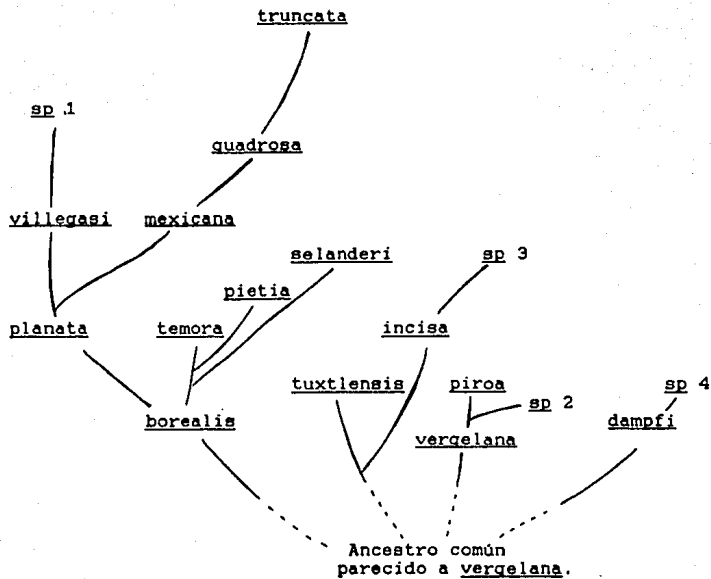 truncata
sp 1
quadrosa
villegasi mexicana
selanderi sp 3
pietia
planata temora incisa
tuxtlensis piroa sp 4
sp 2
borealis dampfi
vergelana
Ancestro común
parecido a vergelana.